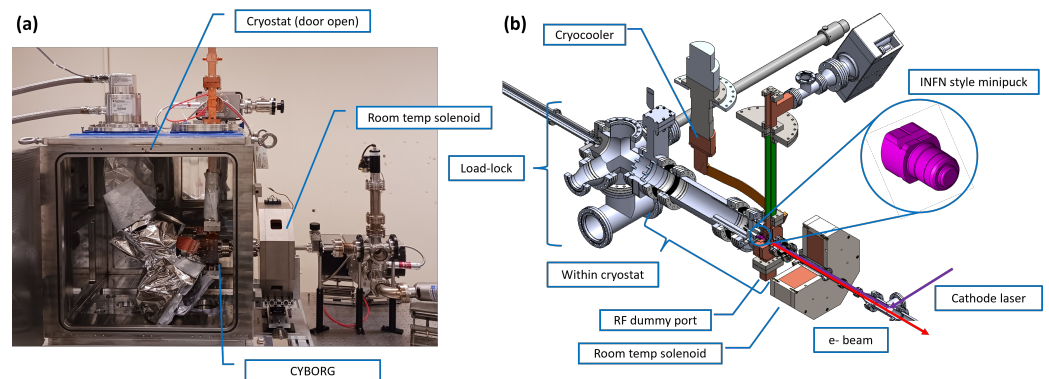 (a)
Cryostat (door open)
Room temp solenoid
CYBORG
(b)
Cryocooler
INFN style minipuck
Load-lock
Within cryostat
Cathode laser
RF dummy port
e- beam
Room temp solenoid